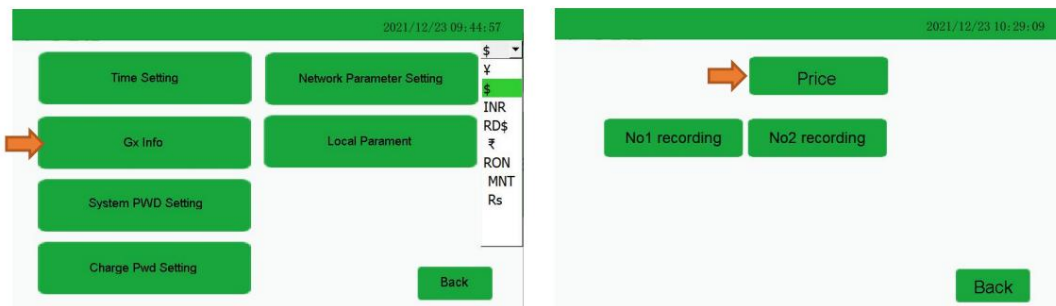 2021/12/23 09:44:57
$
Time Setting
Network Parameter Setting
¥
$
INR
RD$
₹
RON
MNT
Rs
Gx Info
Local Parament
System PWD Setting
Charge Pwd Setting
Back
2021/12/23 10:29:09
Price
No1 recording
No2 recording
Back